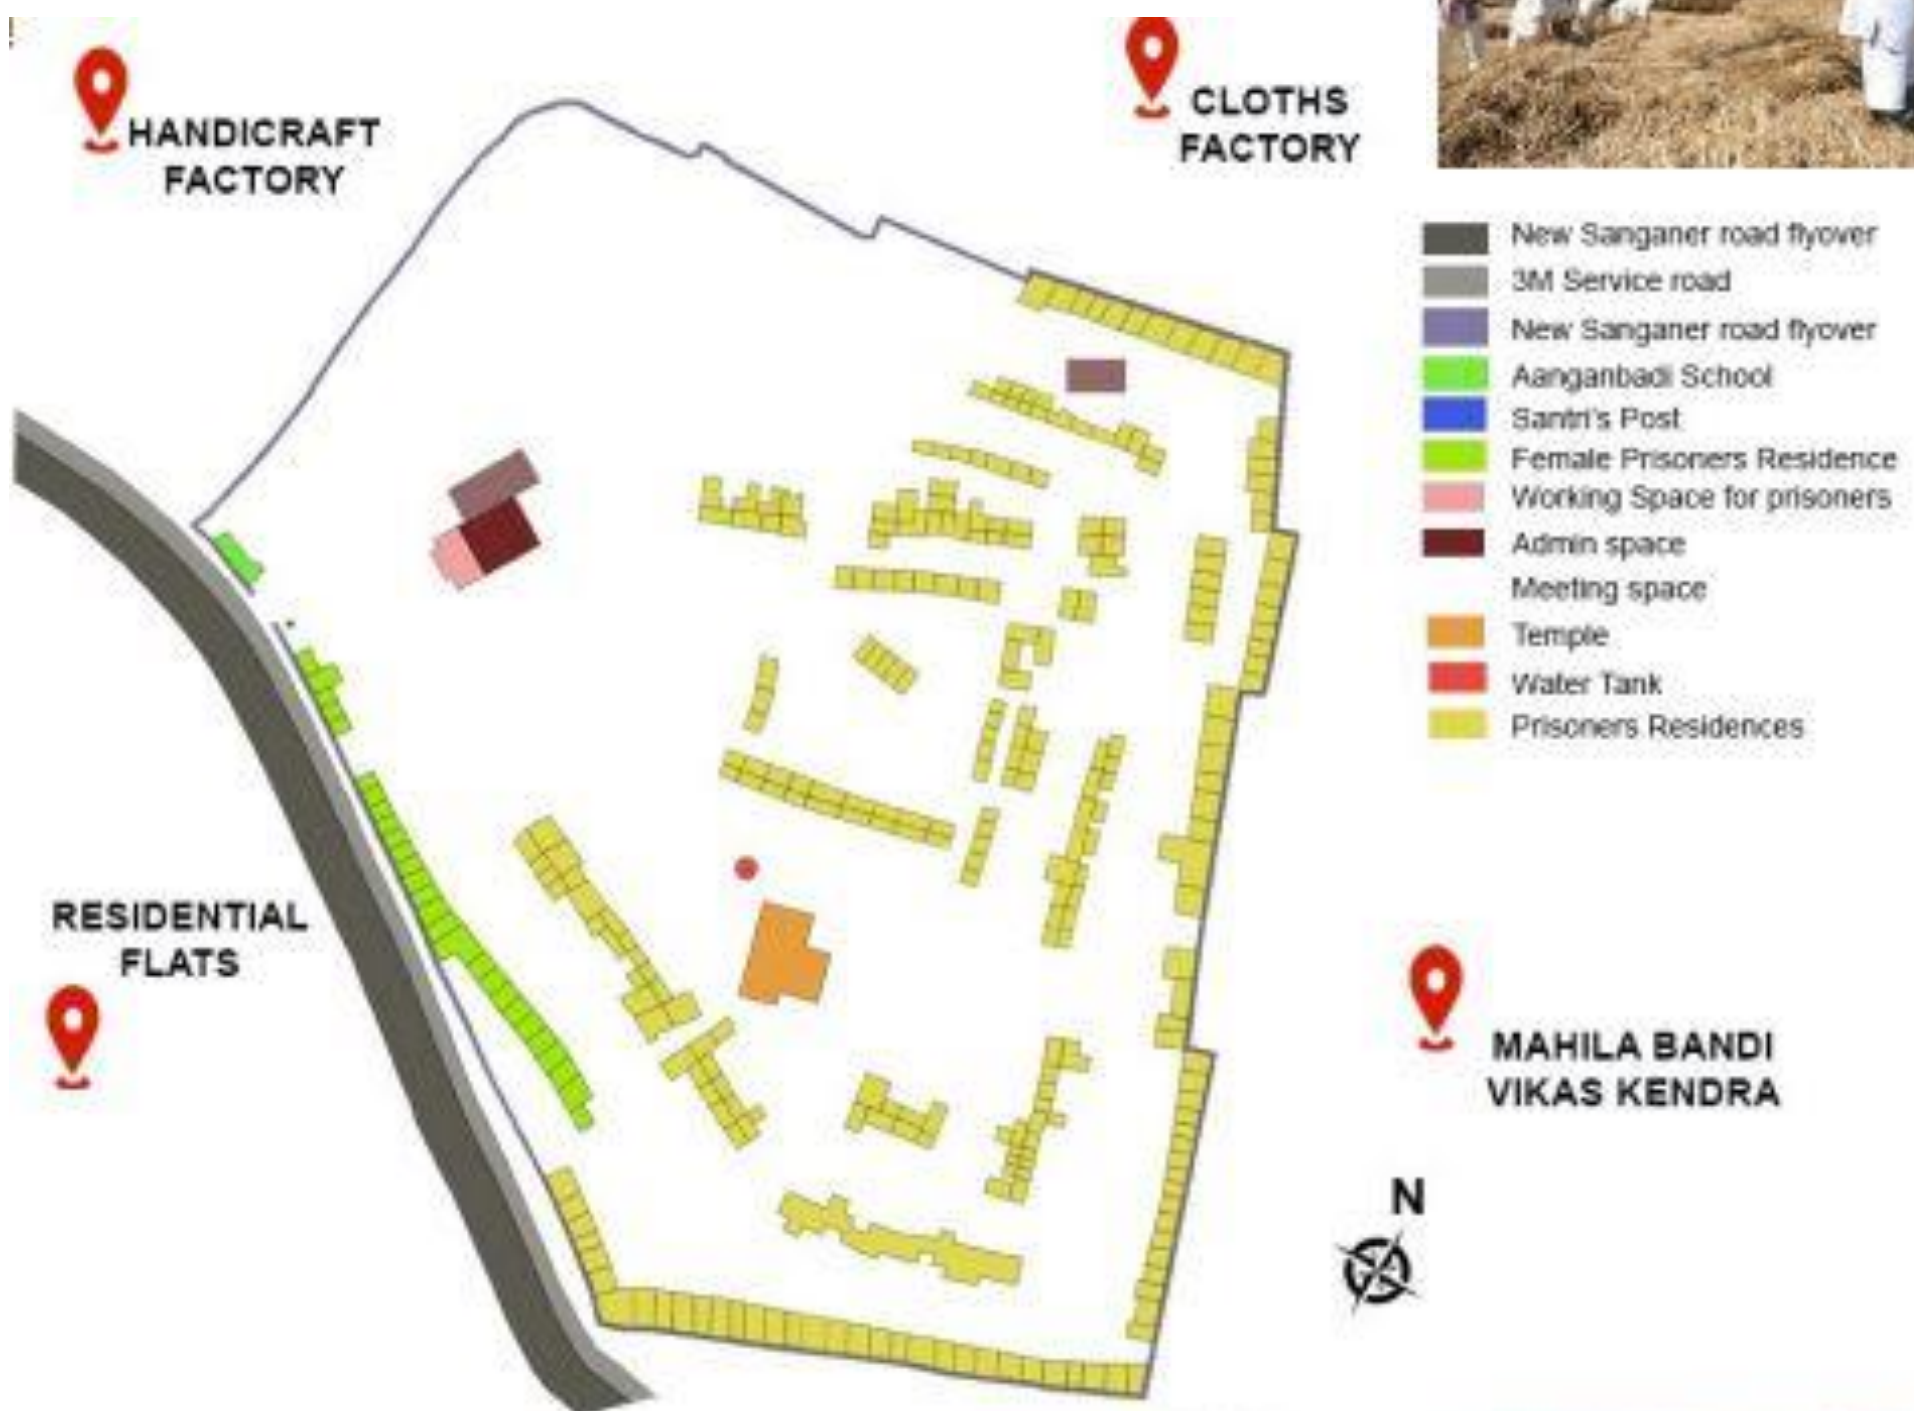 HANDICRAFT
FACTORY
CLOTHS
FACTORY
New Sanganer road flyover
3M Service road
New Sanganer road flyover
Aanganbadi School
Santri's Post
Female Prisoners Residence
Working Space for prisoners
Admin space
Meeting space
Temple
Water Tank
Prisoners Residences
RESIDENTIAL
FLATS
MAHILA BANDI
VIKAS KENDRA
N